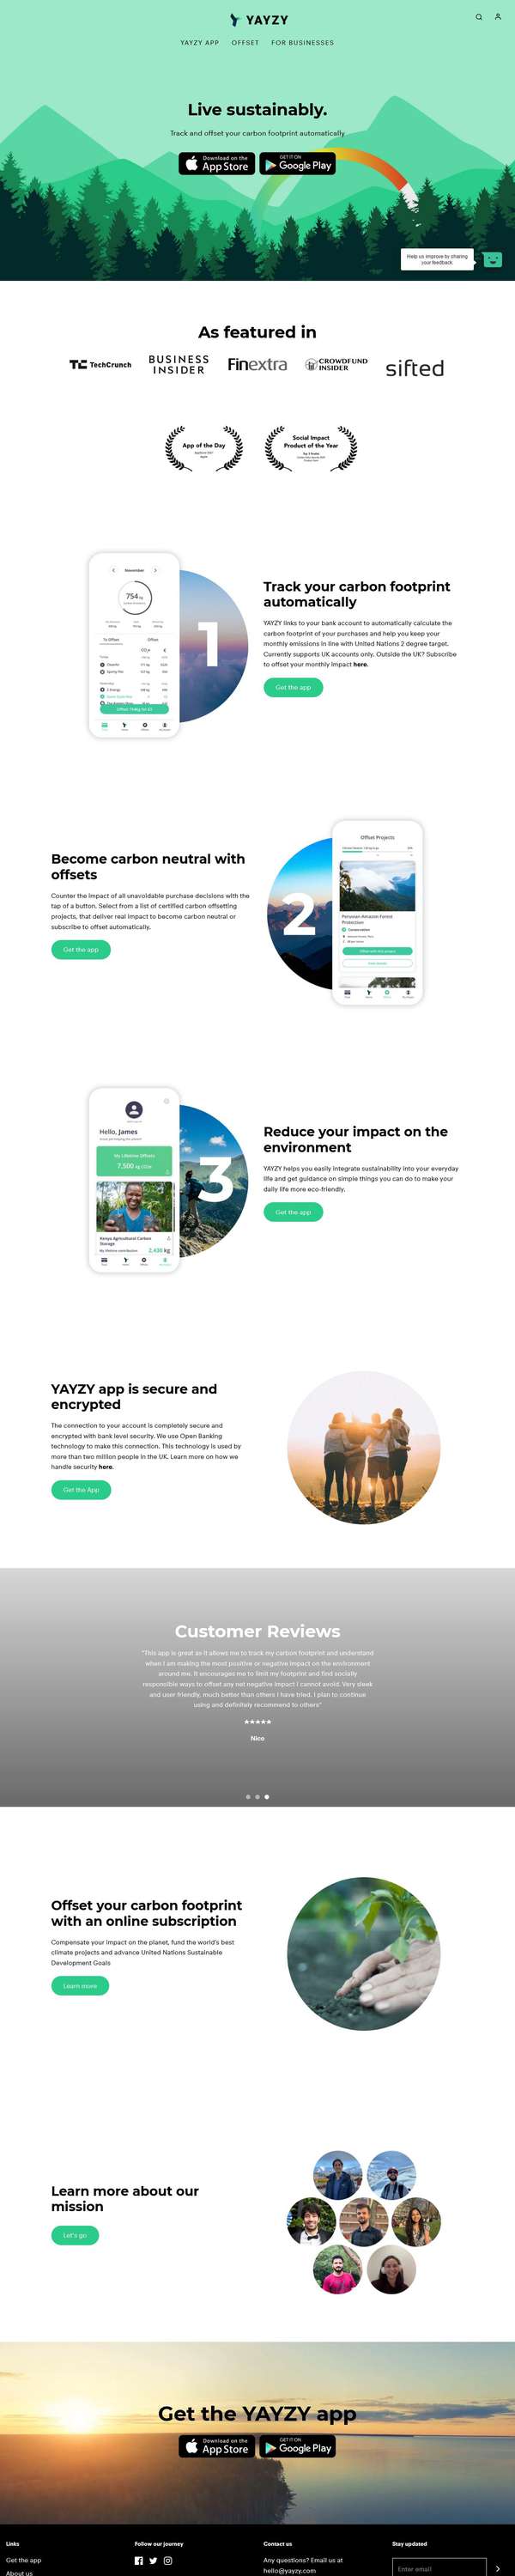 YAYZY
YAYZY APP OFFSET FOR BUSINESSES
Live sustainably.
Track and offset your carbon footprint automatically
Download on the
App Store
GET IT ON
Google Play
Help us improve by sharing
your feedback
As featured in
TechCrunch
BUSINESS
INSIDER
Finextra
CROWDFUND
INSIDER
sifted
App of the Day
Social Impact
Product of the Year
November
754
To Offset Offset
1
Track your carbon footprint
automatically
YAYZY links to your bank account to automatically calculate the
carbon footprint of your purchases and help you keep your
monthly emissions in line with United Nations 2 degree target.
Currently supports UK accounts only. Outside the UK? Subscribe
to offset your monthly impact here.
Get the app
Become carbon neutral with
offsets
Counter the impact of all unavoidable purchase decisions with the
tap of a button. Select from a list of certified carbon offsetting
projects, that deliver real impact to become carbon neutral or
subscribe to offset automatically.
Get the app
2
Offset Projects
Peruvian Amazon Forest
Protection
Conservation
Hello, James
My Lifetime Offsets
7,500 kg CO2e
Kenya Agricultural Carbon
Storage
2,430 kg
3
Reduce your impact on the
environment
YAYZY helps you easily integrate sustainability into your everyday
life and get guidance on simple things you can do to make your
daily life more eco-friendly.
Get the app
YAYZY app is secure and
encrypted
The connection to your account is completely secure and
encrypted with bank level security. We use Open Banking
technology to make this connection. This technology is used by
more than two million people in the UK. Learn more on how we
handle security here.
Get the App
Customer Reviews
"This app is great as it allows me to track my carbon footprint and understand
when I am making the most positive or negative impact on the environment
around me. It encourages me to limit my footprint and find socially
responsible ways to offset any net negative impact I cannot avoid. Very sleek
and user friendly, much better than others I have tried. I plan to continue
using and definitely recommend to others"
★★★★★
Nico
Offset your carbon footprint
with an online subscription
Compensate your impact on the planet, fund the world's best
climate projects and advance United Nations Sustainable
Development Goals
Learn more
Learn more about our
mission
Let's go
Get the YAYZY app
Download on the
App Store
GET IT ON
Google Play
Links
Get the app
About us
Follow our journey
Contact us
Any questions? Email us at
hello@yayzy.com
Stay updated
Enter email